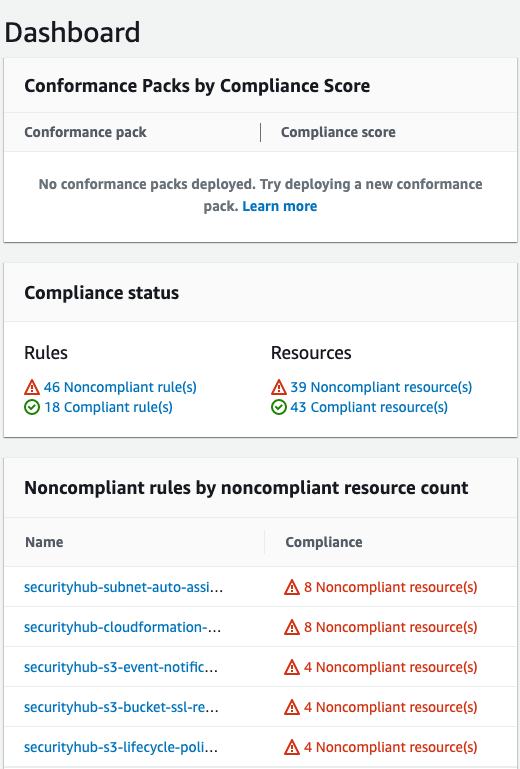 Dashboard
Conformance Packs by Compliance Score
Conformance pack
Compliance score
No conformance packs deployed. Try deploying a new conformance
pack. Learn more
Compliance status
Rules
Resources
46 Noncompliant rule(s)
39 Noncompliant resource(s)
18 Compliant rule(s)
43 Compliant resource(s)
Noncompliant rules by noncompliant resource count
Name
Compliance
securityhub-subnet-auto-assi...
8 Noncompliant resource(s)
securityhub-cloudformation-...
8 Noncompliant resource(s)
securityhub-s3-event-notific...
4 Noncompliant resource(s)
securityhub-s3-bucket-ssl-re...
4 Noncompliant resource(s)
securityhub-s3-lifecycle-poli...
4 Noncompliant resource(s)